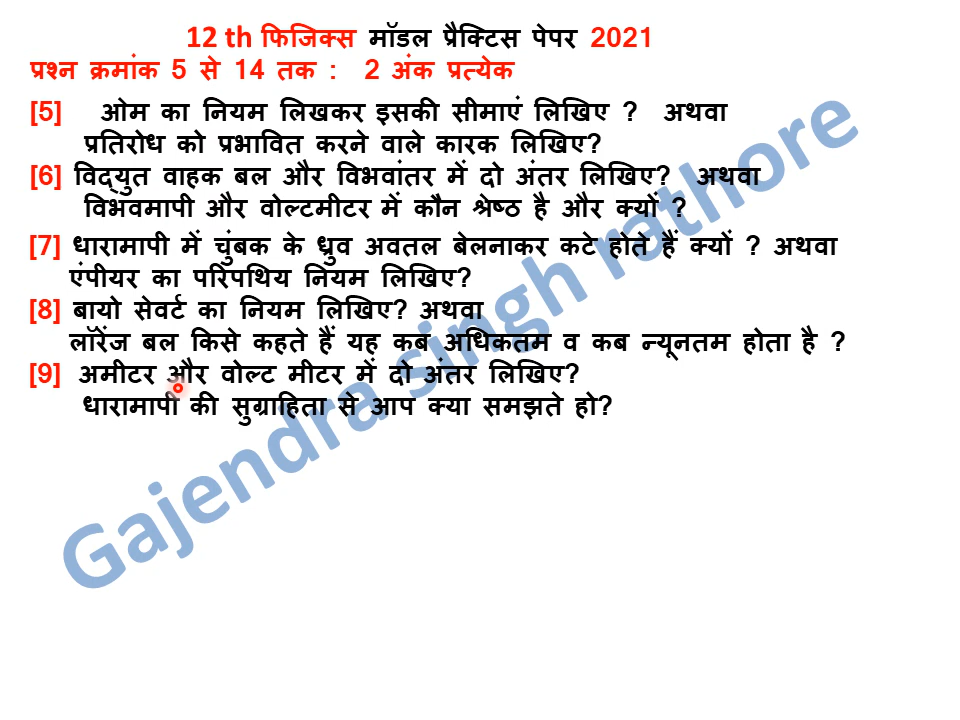 12 th फिजिक्स मॉडल प्रैक्टिस पेपर 2021
प्रश्न क्रमांक 5 से 14 तक : 2 अंक प्रत्येक
[5] ओम का नियम लिखकर इसकी सीमाएं लिखिए ? अथवा
प्रतिरोध को प्रभावित करने वाले कारक लिखिए?
[6] विद्युत वाहक बल और विभवांतर में दो अंतर लिखिए? अथवा
विभवमापी और वोल्टमीटर में कौन श्रेष्ठ है और क्यों ?
[7] धारामापी में चुंबक के ध्रुव अवतल बेलनाकर कटे होते हैं क्यों ? अथवा
एंपीयर का परिपथिय नियम लिखिए?
[8] बायो सेवर्ट का नियम लिखिए? अथवा
लॉरेंज बल किसे कहते हैं यह कब अधिकतम व कब न्यूनतम होता है ?
[9] अमीटर और वोल्ट मीटर में दो अंतर लिखिए?
धारामापी की सुग्राहिता से आप क्या समझते हो?
Gajendra singh rathore